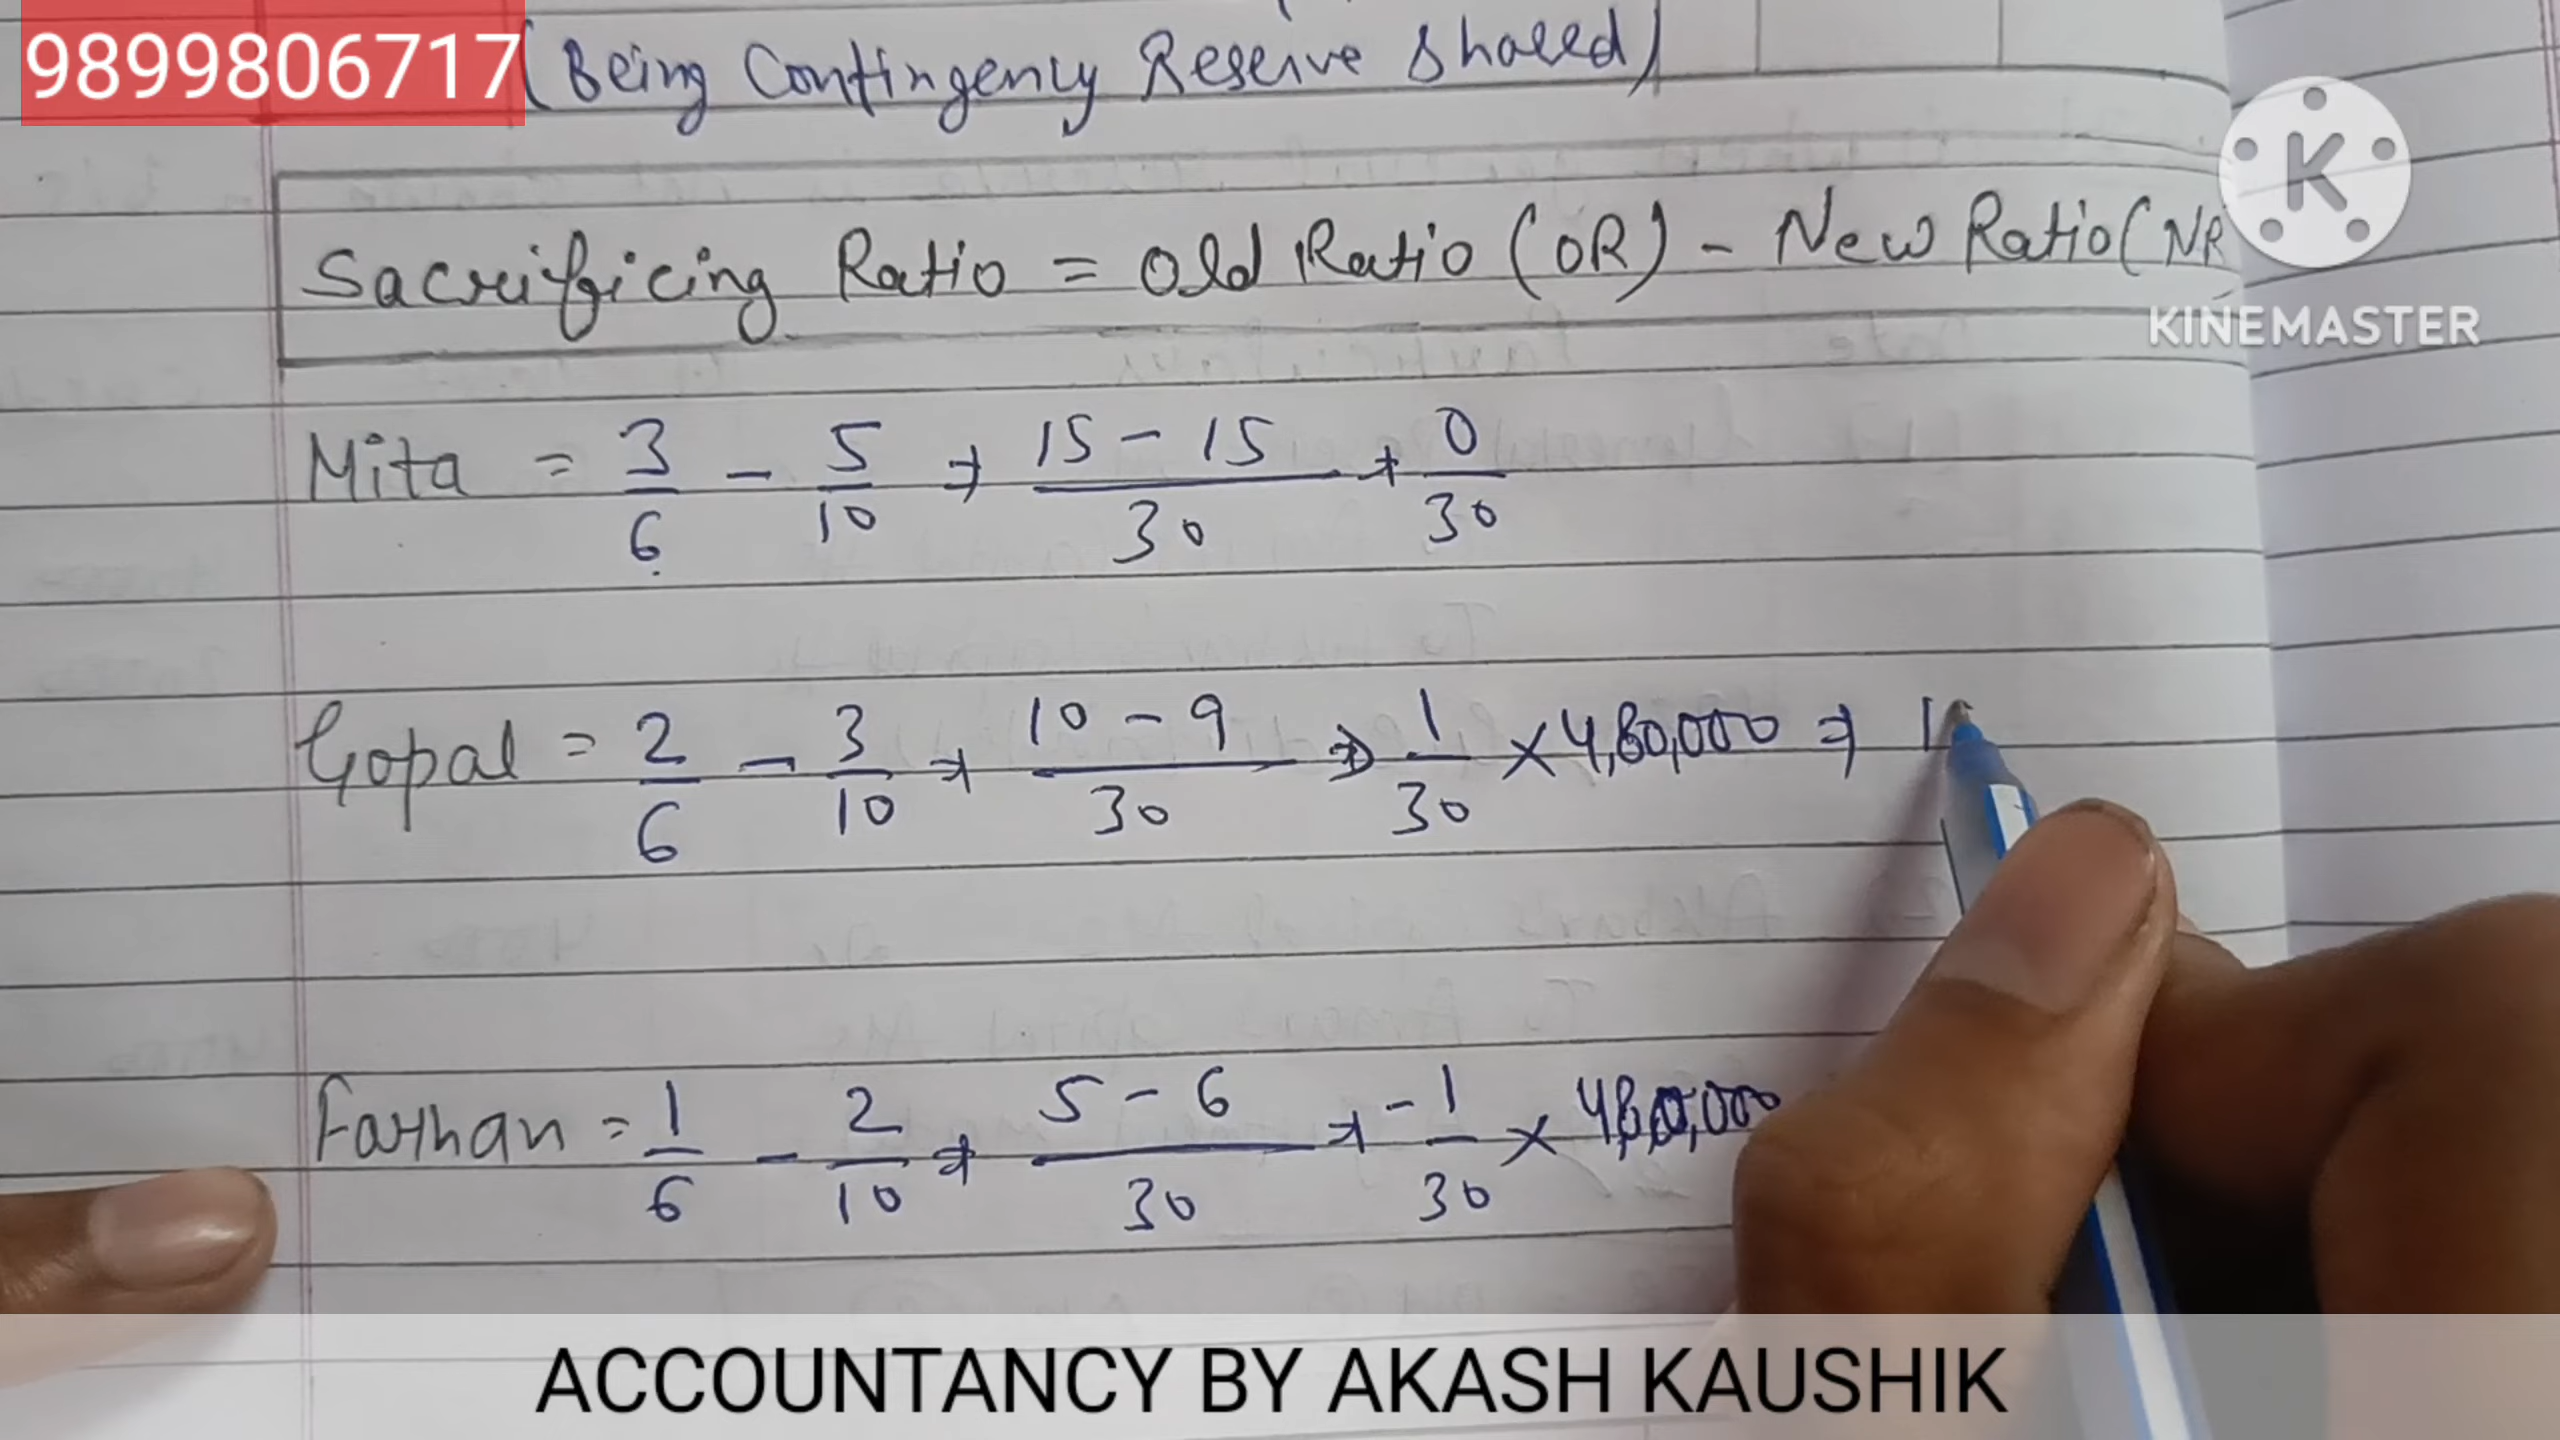 9899806717
(Being Contingency Reserve Shared)
Sacrificing Ratio = Old Ratio (OR) - New Ratio (NR
KINEMASTER
Mita = 3/6 - 5/10 → 15 - 15/30 → 0/30
Gopal = 2/6 - 3/10 → 10 - 9/30 ⇒ 1/30 × 4,80,000 ⇒ 1
Farhan = 1/6 - 2/10 → 5 - 6/30 → -1/30 × 4,80,000
ACCOUNTANCY BY AKASH KAUSHIK